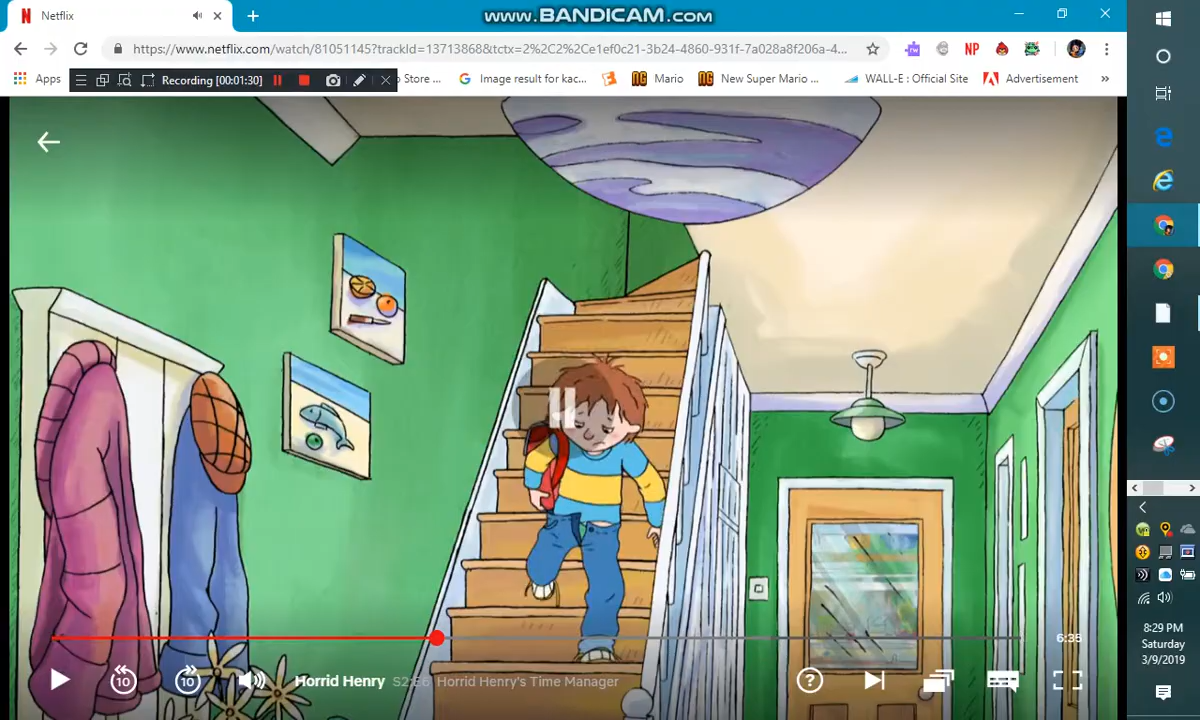 Netflix
www.BANDICAM.com
https://www.netflix.com/watch/81051145?trackId=13713868&tctx=2%2C2%2Ce1ef0c21-3b24-4860-931f-7a028a8f206a-4...
NP
Apps
Recording [00:01:30]
o Store ...
G Image result for kac...
NG Mario
NG New Super Mario ...
WALL-E : Official Site
Advertisement
»
6:35
10
10
Horrid Henry S2:E6 Horrid Henry's Time Manager
?
8:29 PM
Saturday
3/9/2019